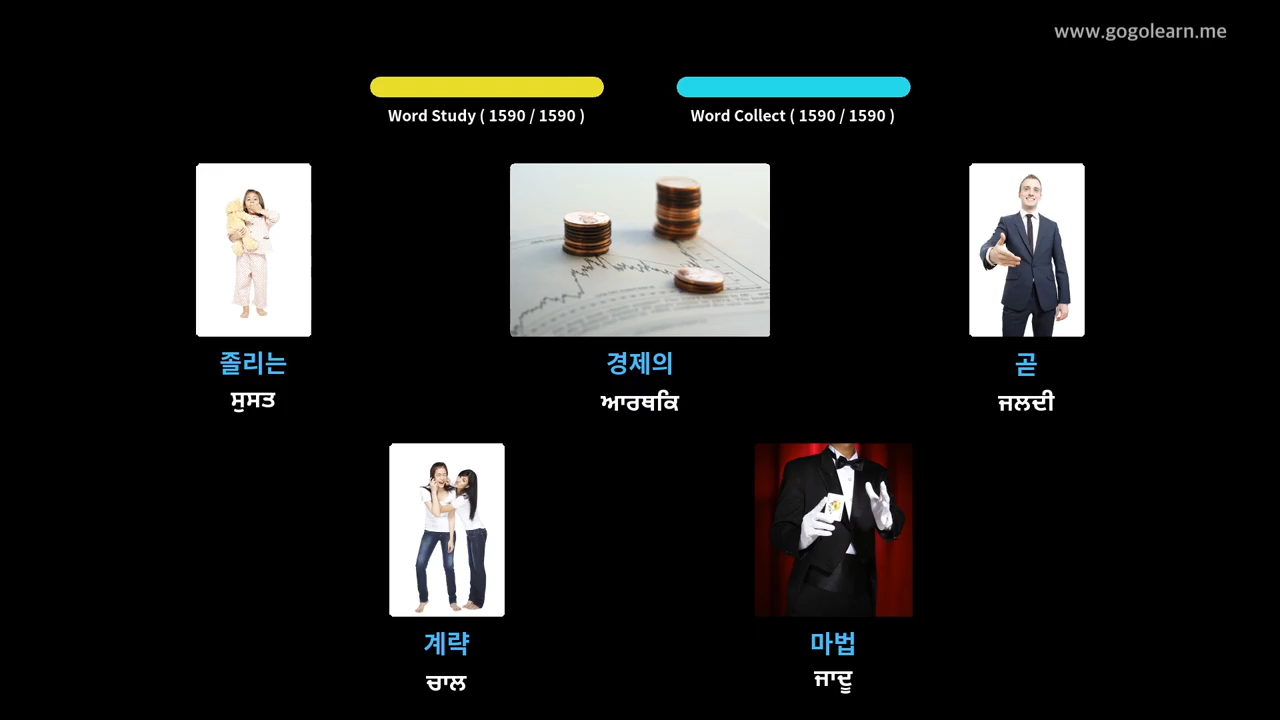 www.gogolearn.me
Word Study ( 1590 / 1590 )
Word Collect ( 1590 / 1590 )
졸리는
ਸੁਸਤ
경제의
ਆਰਥਕਿ
곧
ਜਲਦੀ
계략
ਚਾਲ
마법
ਜਾਦੂ